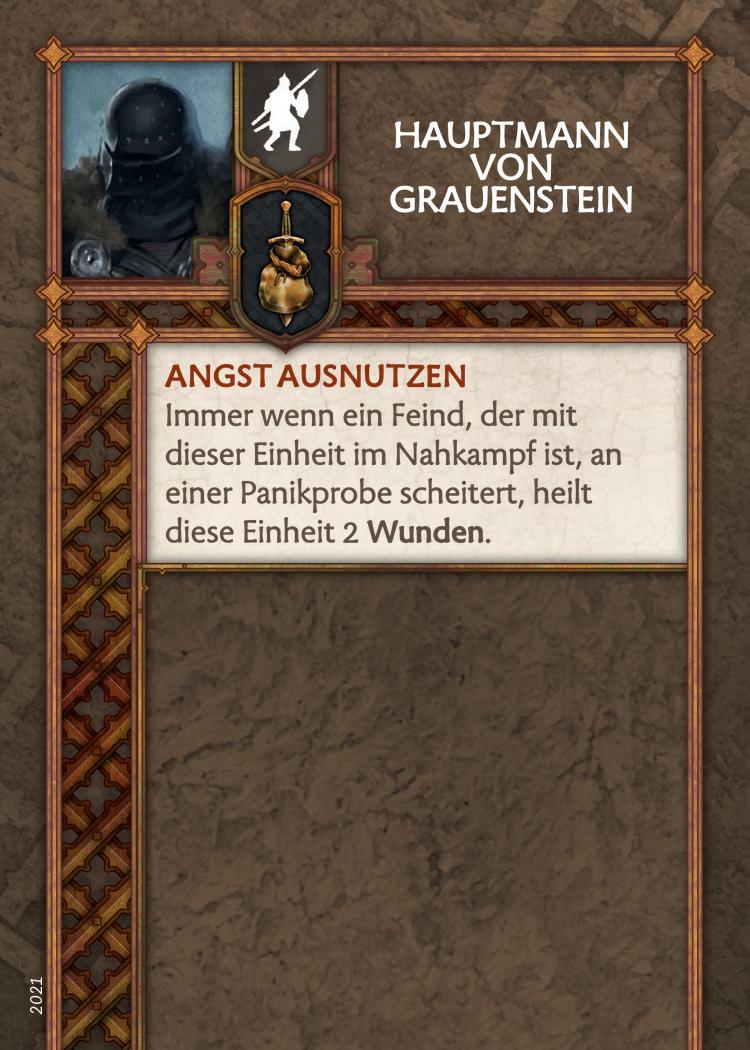 HAUPTMANN
VON
GRAUENSTEIN
ANGST AUSNUTZEN
Immer wenn ein Feind, der mit
dieser Einheit im Nahkampf ist, an
einer Panikprobe scheitert, heilt
diese Einheit 2 Wunden.
2021